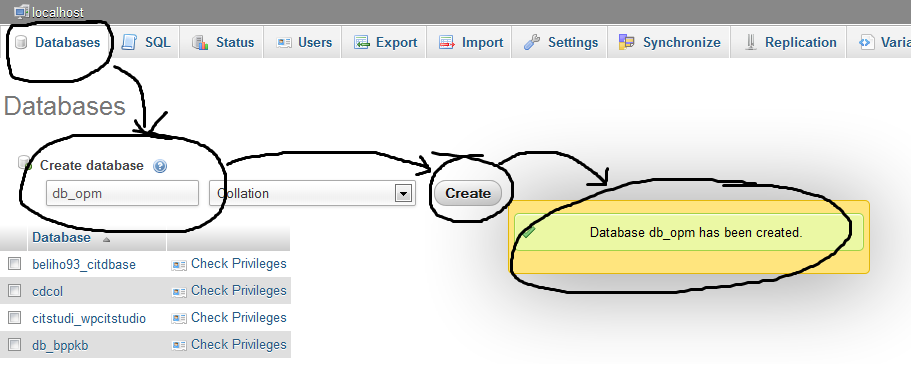 localhost
Databases SQL Status Users Export Import Settings Synchronize Replication Varia
Databases
Create database
db_opm Collation Create
Database db_opm has been created.
Database
beliho93_citdbase Check Privileges
cdcol Check Privileges
citstudi_wpcitstudio Check Privileges
db_bppkb Check Privileges